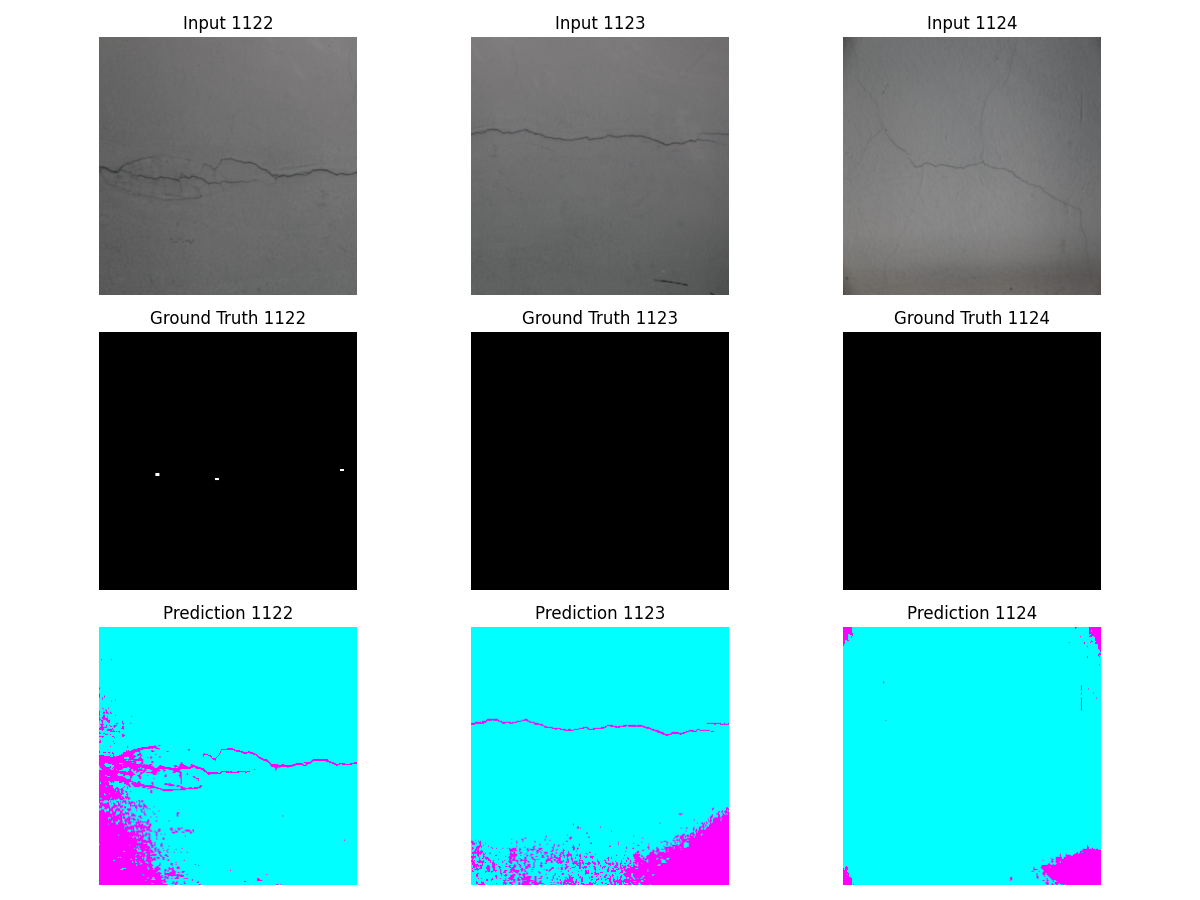 Input 1122
Input 1123
Input 1124
Ground Truth 1122
Ground Truth 1123
Ground Truth 1124
Prediction 1122
Prediction 1123
Prediction 1124